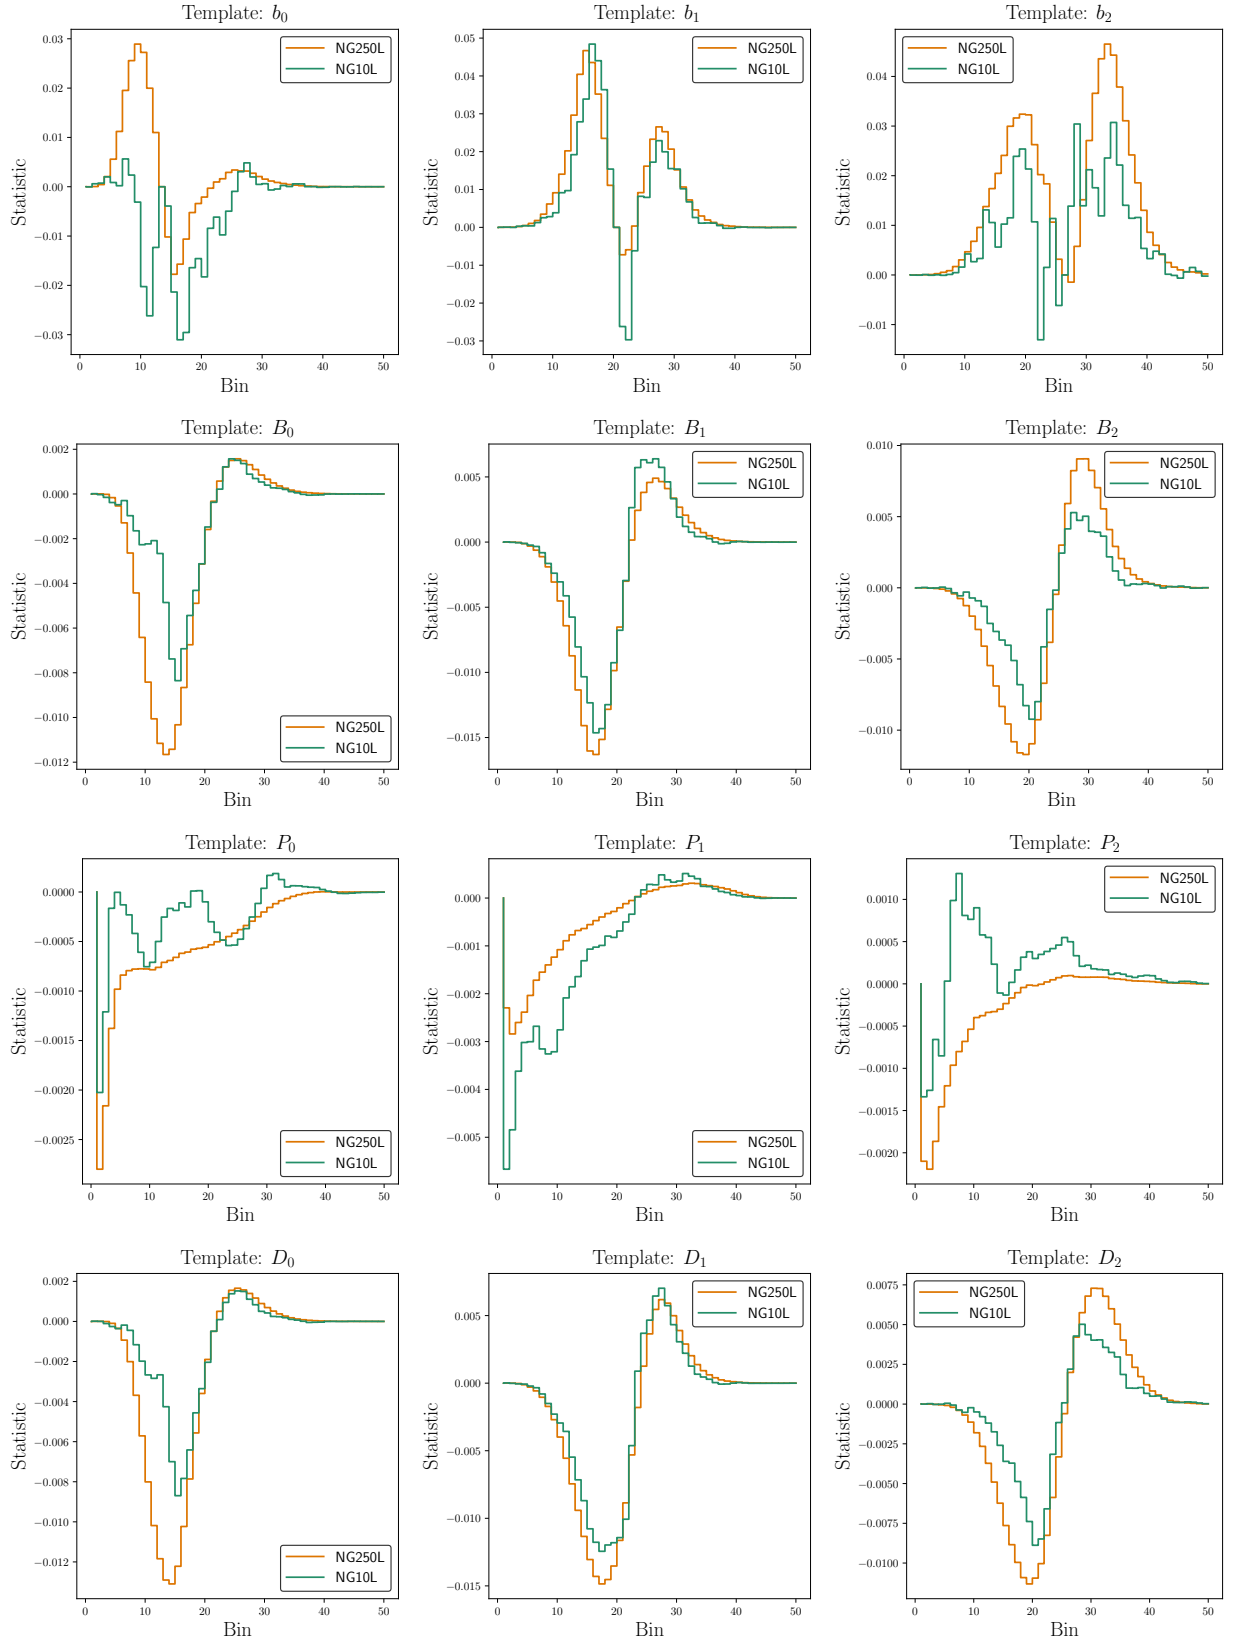 Template: b₀
Template: b₁
Template: b₂
NG250L
NG10L
NG250L
NG10L
NG250L
NG10L
Statistic
Statistic
Statistic
0.03
0.02
0.01
0.00
−0.01
−0.02
−0.03
0.05
0.04
0.03
0.02
0.01
0.00
−0.01
−0.02
−0.03
0.04
0.03
0.02
0.01
0.00
−0.01
0 10 20 30 40 50
0 10 20 30 40 50
0 10 20 30 40 50
Bin
Bin
Bin
Template: B₀
Template: B₁
Template: B₂
NG250L
NG10L
NG250L
NG10L
NG250L
NG10L
Statistic
Statistic
Statistic
0.002
0.000
−0.002
−0.004
−0.006
−0.008
−0.010
−0.012
0.005
0.000
−0.005
−0.010
−0.015
0.010
0.005
0.000
−0.005
−0.010
0 10 20 30 40 50
0 10 20 30 40 50
0 10 20 30 40 50
Bin
Bin
Bin
Template: P₀
Template: P₁
Template: P₂
NG250L
NG10L
NG250L
NG10L
NG250L
NG10L
Statistic
Statistic
Statistic
0.0000
−0.0005
−0.0010
−0.0015
−0.0020
−0.0025
0.000
−0.001
−0.002
−0.003
−0.004
−0.005
0.0010
0.0005
0.0000
−0.0005
−0.0010
−0.0015
−0.0020
0 10 20 30 40 50
0 10 20 30 40 50
0 10 20 30 40 50
Bin
Bin
Bin
Template: D₀
Template: D₁
Template: D₂
NG250L
NG10L
NG250L
NG10L
NG250L
NG10L
Statistic
Statistic
Statistic
0.002
0.000
−0.002
−0.004
−0.006
−0.008
−0.010
−0.012
0.005
0.000
−0.005
−0.010
−0.015
0.0075
0.0050
0.0025
0.0000
−0.0025
−0.0050
−0.0075
−0.0100
0 10 20 30 40 50
0 10 20 30 40 50
0 10 20 30 40 50
Bin
Bin
Bin